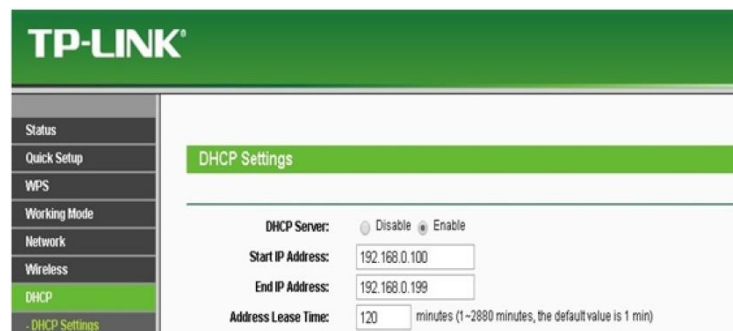 TP-LINK®
Status
Quick Setup
WPS
Working Mode
Network
Wireless
DHCP
- DHCP Settings
DHCP Settings
DHCP Server: Disable Enable
Start IP Address: 192.168.0.100
End IP Address: 192.168.0.199
Address Lease Time: 120 minutes (1~2880 minutes, the default value is 1 min)